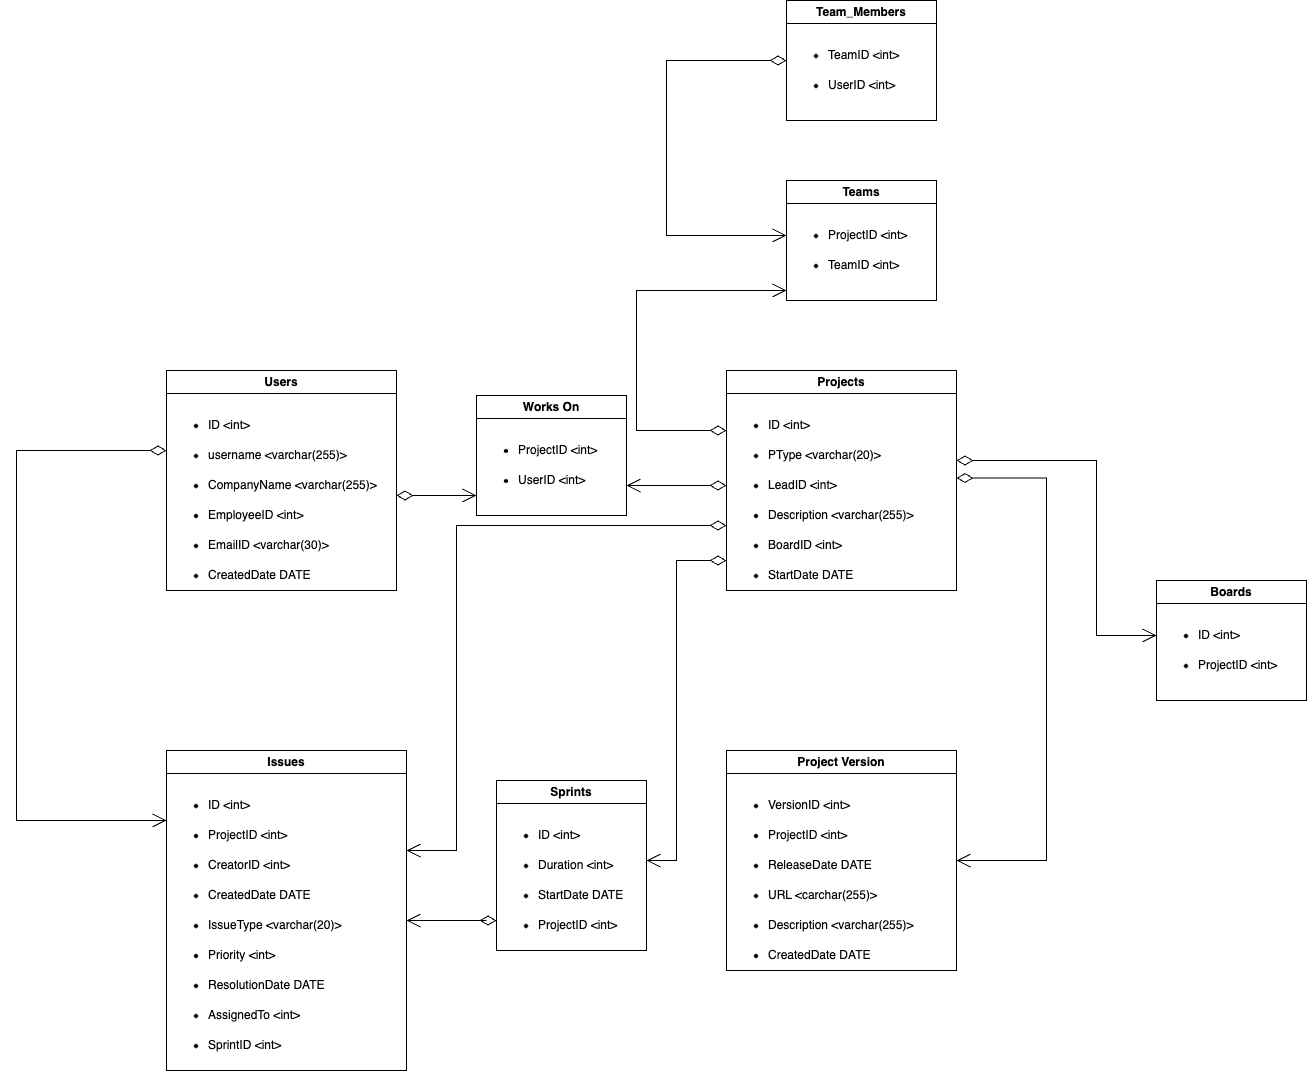 Team_Members
• TeamID <int>
• UserID <int>
Teams
• ProjectID <int>
• TeamID <int>
Users
• ID <int>
• username <varchar(255)>
• CompanyName <varchar(255)>
• EmployeeID <int>
• EmailID <varchar(30)>
• CreatedDate DATE
Works On
• ProjectID <int>
• UserID <int>
Projects
• ID <int>
• PType <varchar(20)>
• LeadID <int>
• Description <varchar(255)>
• BoardID <int>
• StartDate DATE
Boards
• ID <int>
• ProjectID <int>
Issues
• ID <int>
• ProjectID <int>
• CreatorID <int>
• CreatedDate DATE
• IssueType <varchar(20)>
• Priority <int>
• ResolutionDate DATE
• AssignedTo <int>
• SprintID <int>
Sprints
• ID <int>
• Duration <int>
• StartDate DATE
• ProjectID <int>
Project Version
• VersionID <int>
• ProjectID <int>
• ReleaseDate DATE
• URL <carchar(255)>
• Description <varchar(255)>
• CreatedDate DATE